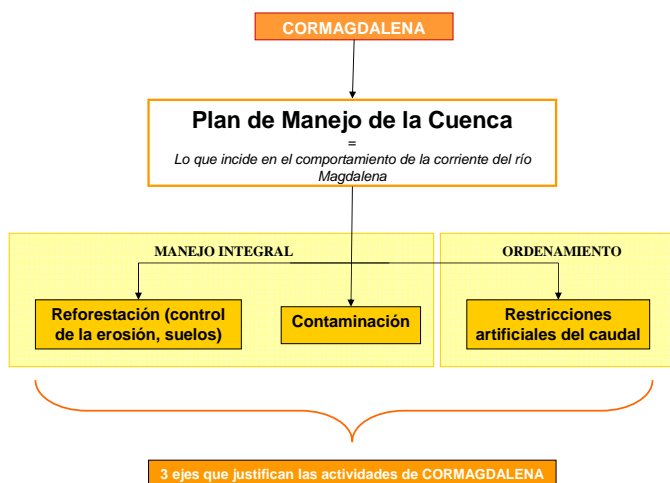 CORMAGDALENA
Plan de Manejo de la Cuenca
=
Lo que incide en el comportamiento de la corriente del río
Magdalena
MANEJO INTEGRAL
ORDENAMIENTO
Reforestación (control
de la erosión, suelos)
Contaminación
Restricciones
artificiales del caudal
3 ejes que justifican las actividades de CORMAGDALENA